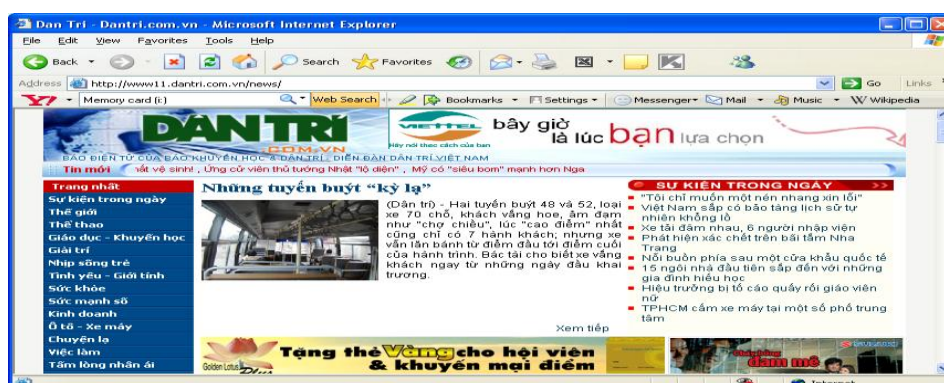 Dan Tri - Dantri.com.vn - Microsoft Internet Explorer
File Edit View Favorites Tools Help
Back Search Favorites
Address http://www11.dantri.com.vn/news/ Go Links
Y! Memory card (i:) Web Search Bookmarks Settings Messenger Mail Music Wikipedia
DÂN TRÍ
.COM.VN
VIETTEL
Hãy nói theo cách của bạn
bây giờ
là lúc bạn lựa chọn
BÁO ĐIỆN TỬ CỦA BÁO KHUYẾN HỌC & DÂN TRÍ - DIỄN ĐÀN DÂN TRÍ VIỆT NAM
Tin mới vệ sinh! , Ứng cử viên thủ tướng Nhật "lộ diện" , Mỹ có "siêu bom" mạnh hơn Nga
Trang nhất
Sự kiện trong ngày
Thế giới
Thể thao
Giáo dục - Khuyến học
Giải trí
Nhịp sống trẻ
Tình yêu - Giới tính
Sức khỏe
Sức mạnh số
Kinh doanh
Ô tô - Xe máy
Chuyện lạ
Việc làm
Tấm lòng nhân ái
Những tuyến buýt “kỳ lạ”
(Dân trí) - Hai tuyến buýt 48 và 52, loại
xe 70 chỗ, khách vắng hoe, ảm đạm
như "chợ chiều", lúc "cao điểm" nhất
cũng chỉ có 7 hành khách; nhưng xe
vẫn lăn bánh từ điểm đầu tới điểm cuối
của hành trình. Bác tài cho biết xe vắng
khách ngay từ những ngày đầu khai
trương.
Xem tiếp
SỰ KIỆN TRONG NGÀY >>
"Tôi chỉ muốn một nén nhang xin lỗi"
Việt Nam sắp có bảo tàng lịch sử tự
nhiên khổng lồ
Xe tải đâm nhau, 6 người nhập viện
Phát hiện xác chết trên bãi tắm Nha
Trang
Nỗi buồn phía sau một cửa khẩu quốc tế
15 ngôi nhà đầu tiên sắp đến với những
gia đình hiếu học
Hiệu trưởng bị tố cáo quấy rối giáo viên
nữ
TPHCM cấm xe máy tại một số phố trung
tâm
Golden Lotus Plus
Tặng thẻ Vàng cho hội viên
& khuyến mại điểm
đam mê
Internet